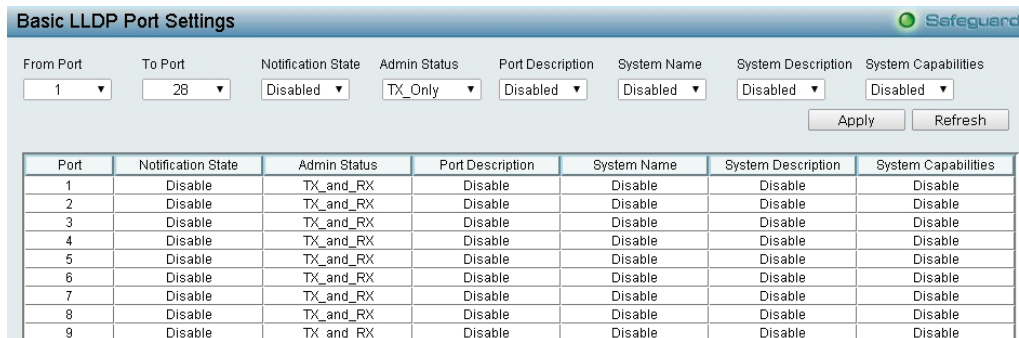 Basic LLDP Port Settings Safeguard
From Port To Port Notification State Admin Status Port Description System Name System Description System Capabilities
1 28 Disabled TX_Only Disabled Disabled Disabled Disabled
Apply Refresh
Port Notification State Admin Status Port Description System Name System Description System Capabilities
1 Disable TX_and_RX Disable Disable Disable Disable
2 Disable TX_and_RX Disable Disable Disable Disable
3 Disable TX_and_RX Disable Disable Disable Disable
4 Disable TX_and_RX Disable Disable Disable Disable
5 Disable TX_and_RX Disable Disable Disable Disable
6 Disable TX_and_RX Disable Disable Disable Disable
7 Disable TX_and_RX Disable Disable Disable Disable
8 Disable TX_and_RX Disable Disable Disable Disable
9 Disable TX_and_RX Disable Disable Disable Disable